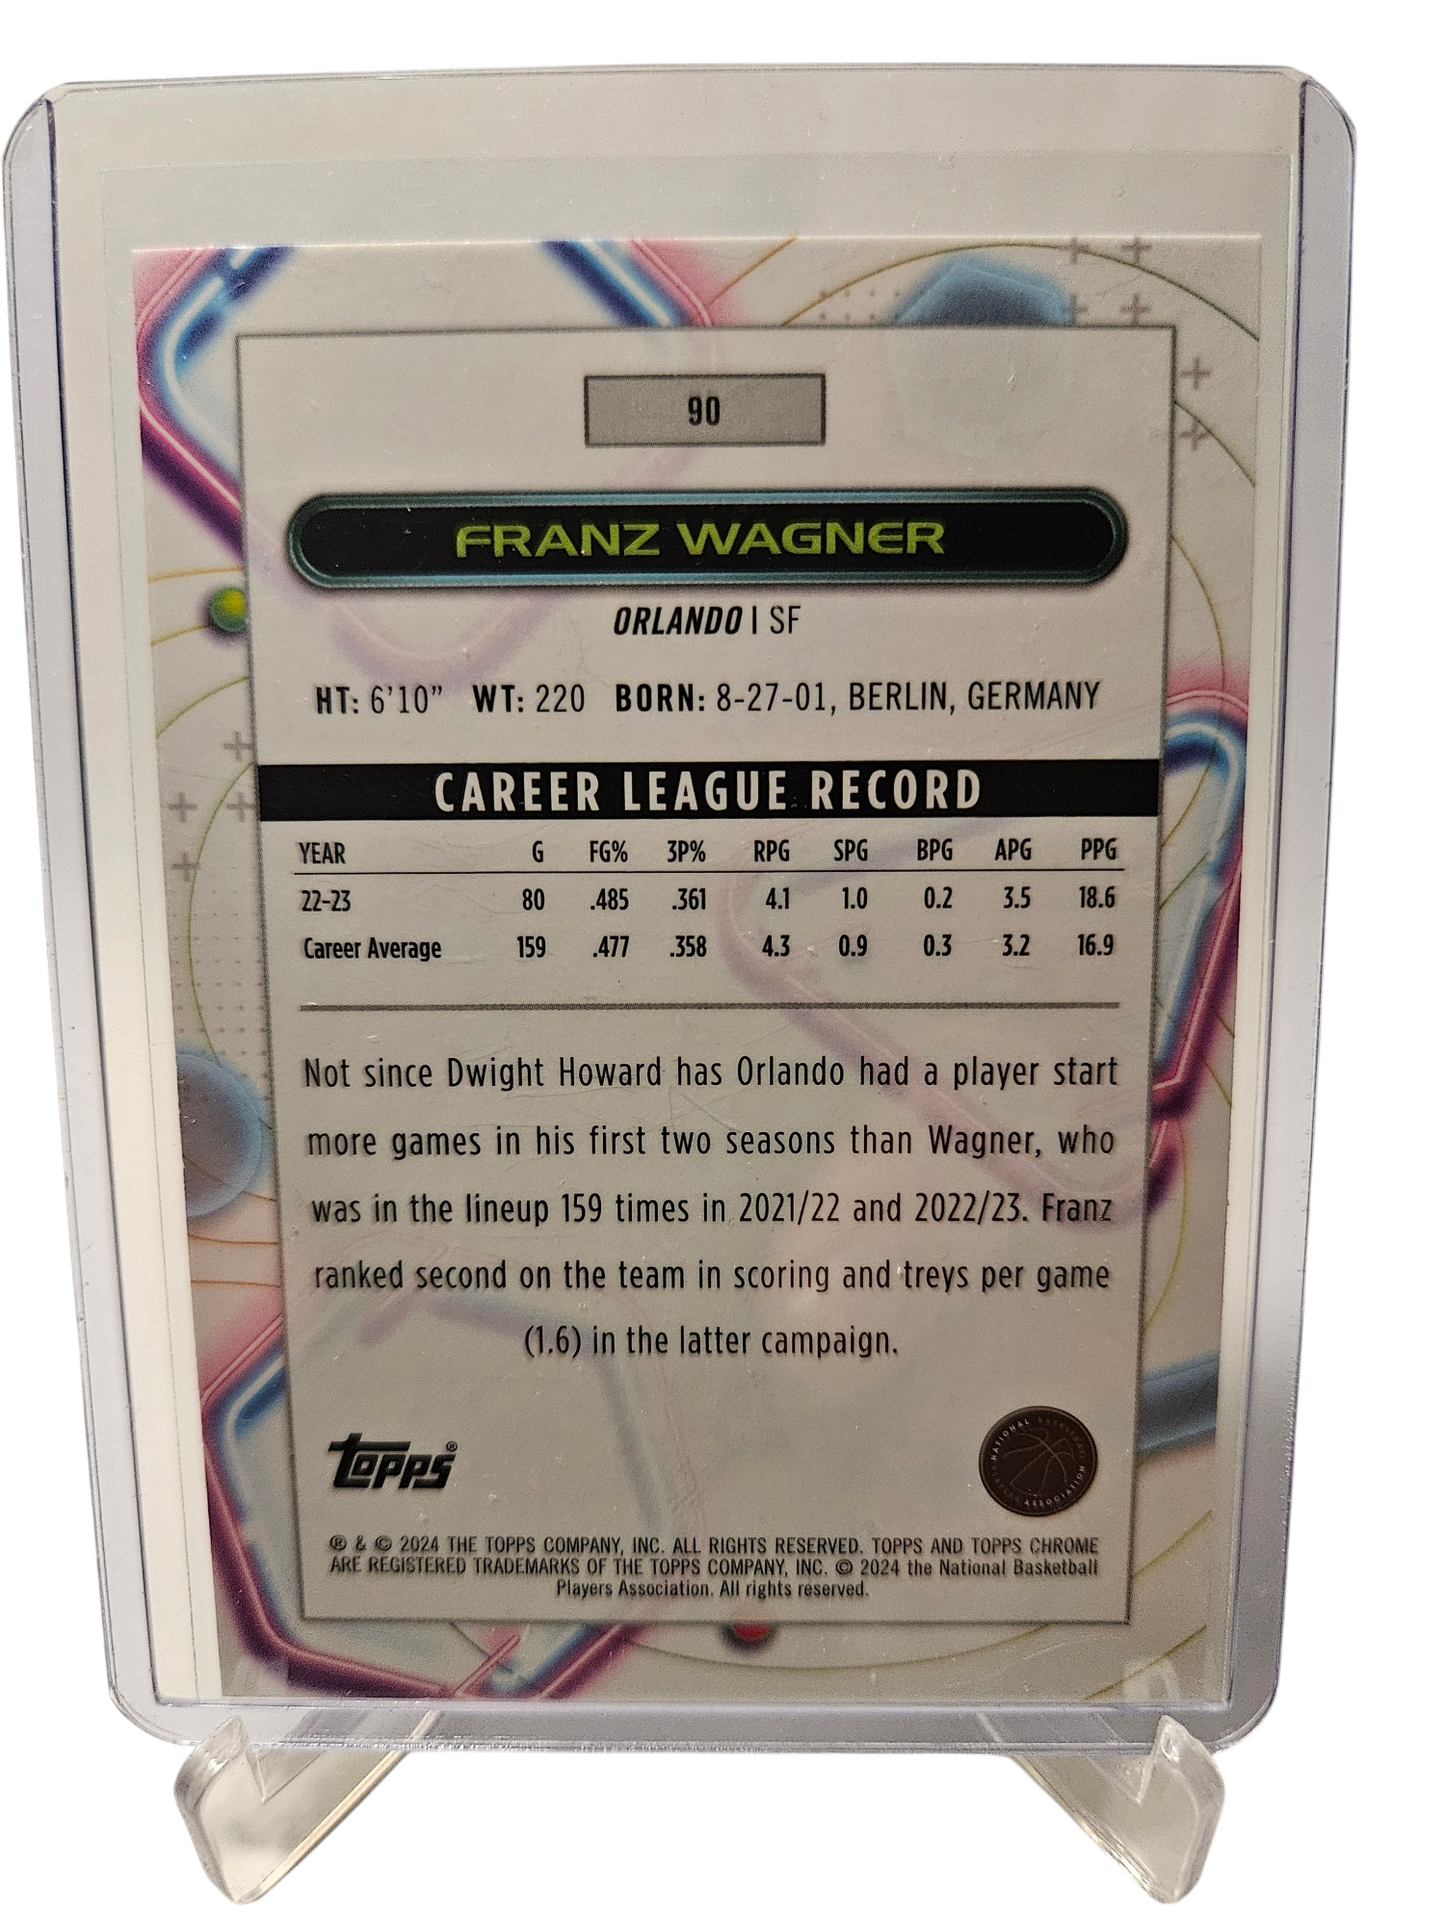 90
FRANZ WAGNER
ORLANDO | SF
HT: 6'10" WT: 220 BORN: 8-27-01, BERLIN, GERMANY
CAREER LEAGUE RECORD
YEAR G FG% 3P% RPG SPG BPG APG PPG
22-23 80 .485 .361 4.1 1.0 0.2 3.5 18.6
Career Average 159 .477 .358 4.3 0.9 0.3 3.2 16.9
Not since Dwight Howard has Orlando had a player start
more games in his first two seasons than Wagner, who
was in the lineup 159 times in 2021/22 and 2022/23. Franz
ranked second on the team in scoring and treys per game
(1.6) in the latter campaign.
topps®
NATIONAL BASKETBALL PLAYERS ASSOCIATION
® & © 2024 THE TOPPS COMPANY, INC. ALL RIGHTS RESERVED. TOPPS AND TOPPS CHROME
ARE REGISTERED TRADEMARKS OF THE TOPPS COMPANY, INC. © 2024 the National Basketball
Players Association. All rights reserved.